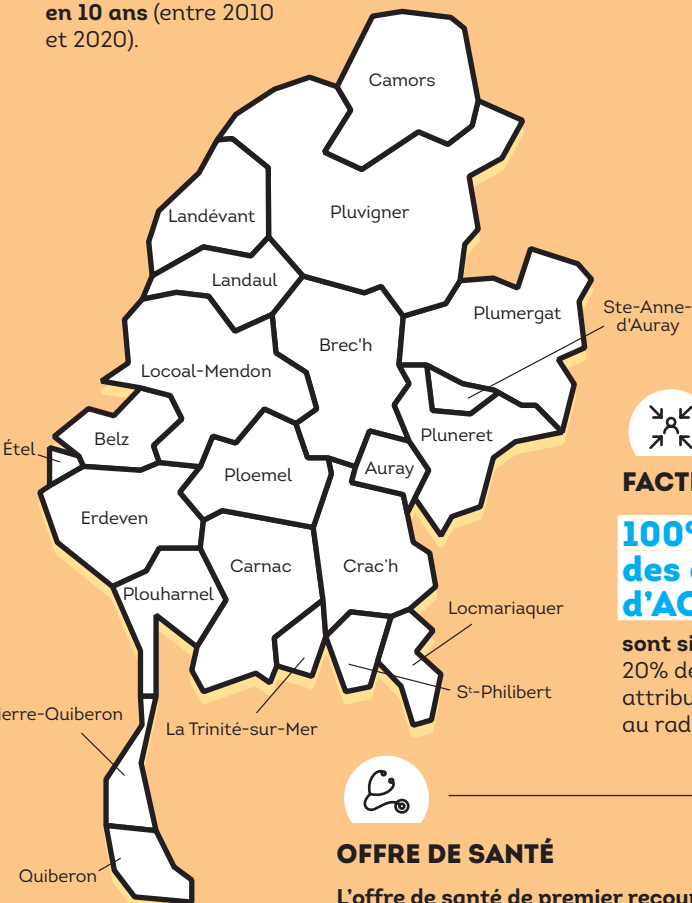 en 10 ans (entre 2010
et 2020).
Camors
Landévant
Pluvigner
Landaul
Plumergat
Ste-Anne-
d'Auray
Brec'h
Locoal-Mendon
Belz
Pluneret
Étel
Ploemel
Auray
Erdeven
Carnac
Crac'h
Plouharnel
Locmariaquer
St-Philibert
ierre-Quiberon
La Trinité-sur-Mer
Quiberon
FACT
100%
des
d'AC
sont si
20% de
attribu
au rad
OFFRE DE SANTÉ
L'offre de santé de premier recour